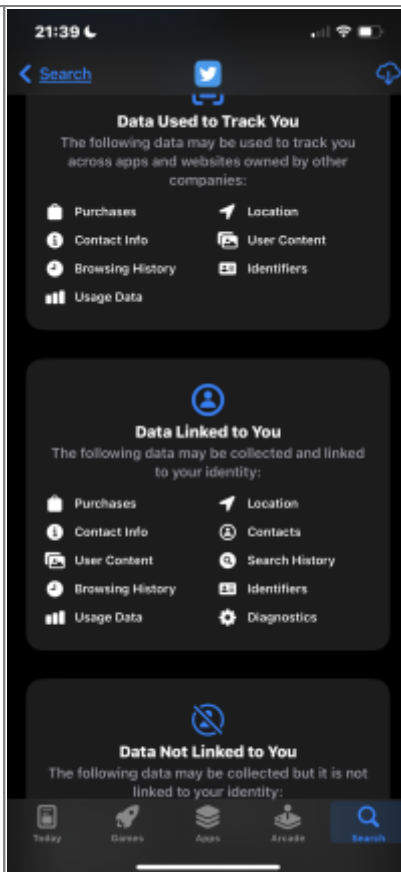 21:39
Search
Data Used to Track You
The following data may be used to track you
across apps and websites owned by other
companies:
Purchases
Location
Contact Info
User Content
Browsing History
Identifiers
Usage Data
Data Linked to You
The following data may be collected and linked
to your identity:
Purchases
Location
Contact Info
Contacts
User Content
Search History
Browsing History
Identifiers
Usage Data
Diagnostics
Data Not Linked to You
The following data may be collected but it is not
linked to your identity:
Today
Games
Apps
Arcade
Search